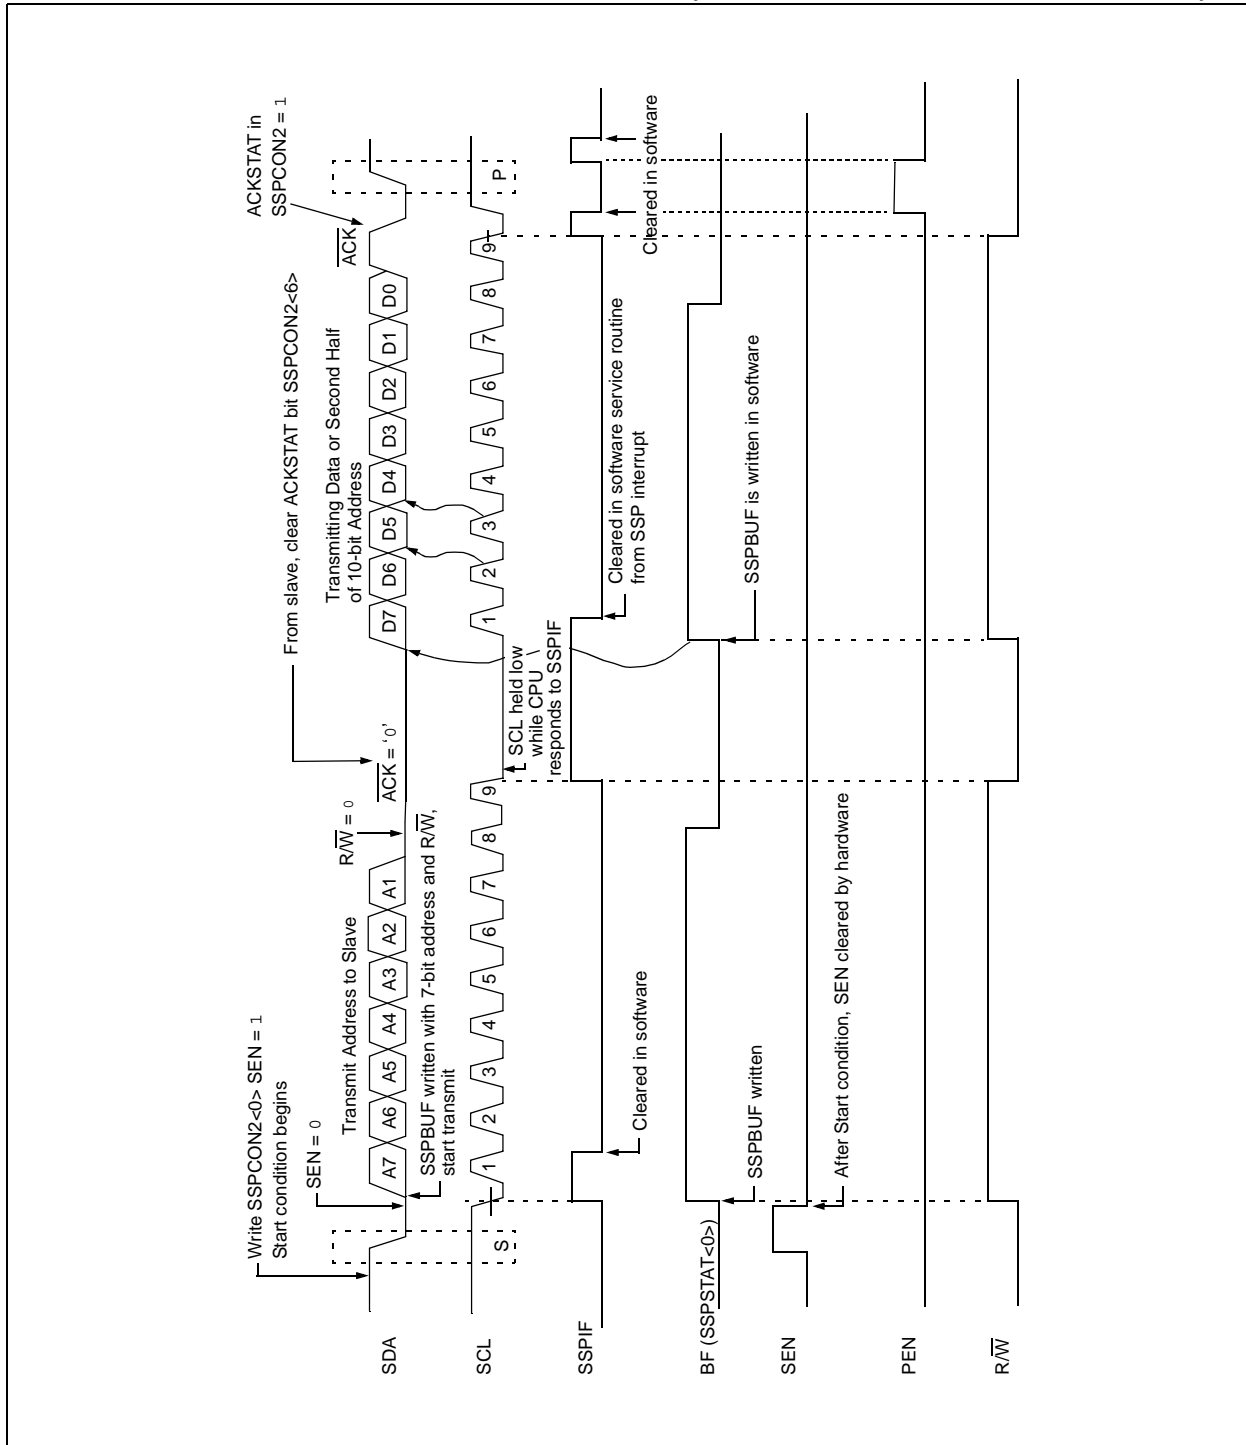 Write SSPCON2<0> SEN = 1
Start condition begins
SEN = 0
Transmit Address to Slave
R/W = 0
From slave, clear ACKSTAT bit SSPCON2<6>
ACK = '0'
Transmitting Data or Second Half
of 10-bit Address
ACK
ACKSTAT in
SSPCON2 = 1
SDA
A7 A6 A5 A4 A3 A2 A1
D7 D6 D5 D4 D3 D2 D1 D0
SSPBUF written with 7-bit address and R/W,
start transmit
SCL
S
1 2 3 4 5 6 7 8 9
1 2 3 4 5 6 7 8 9
P
SCL held low
while CPU
responds to SSPIF
SSPIF
Cleared in software
Cleared in software service routine
from SSP interrupt
Cleared in software
Cleared in software
BF (SSPSTAT<0>)
SSPBUF written
SSPBUF is written in software
SEN
After Start condition, SEN cleared by hardware
PEN
R/W